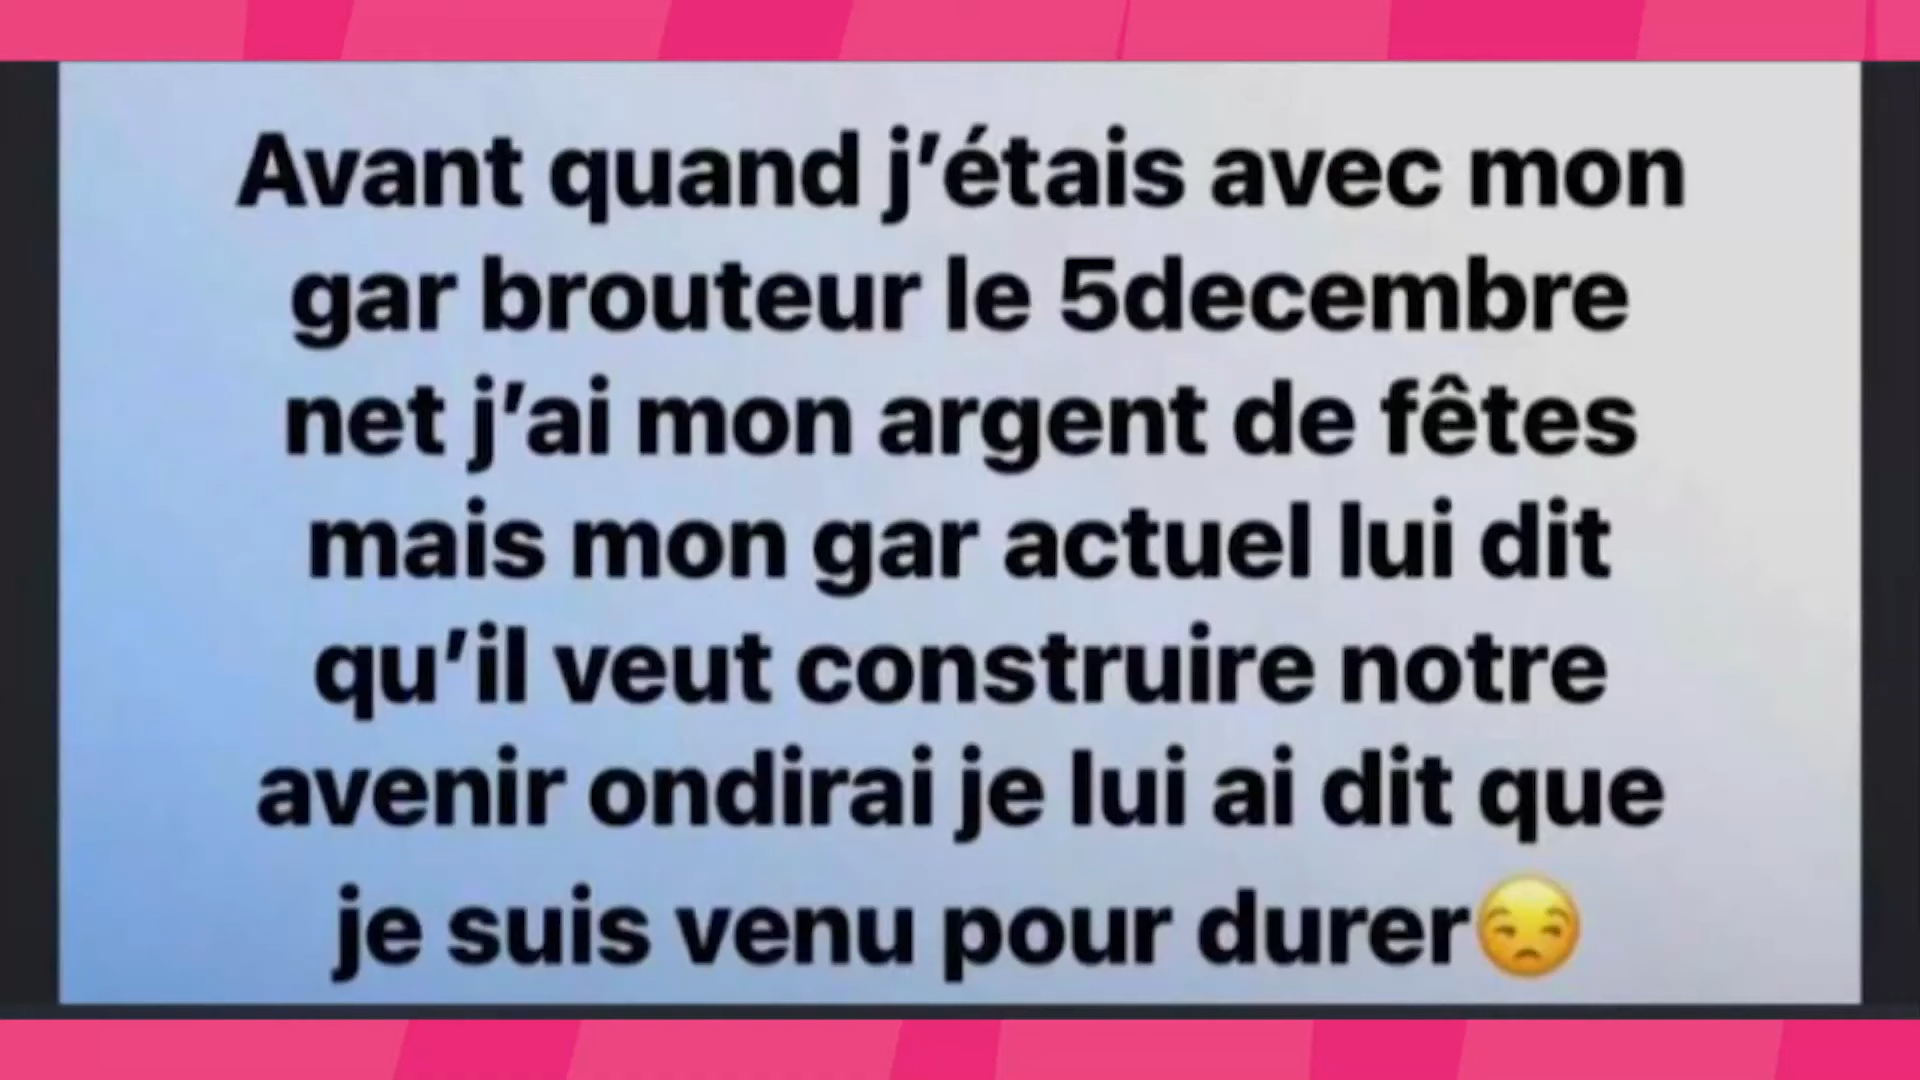 Avant quand j’étais avec mon
gar brouteur le 5decembre
net j’ai mon argent de fêtes
mais mon gar actuel lui dit
qu’il veut construire notre
avenir ondirai je lui ai dit que
je suis venu pour durer😒